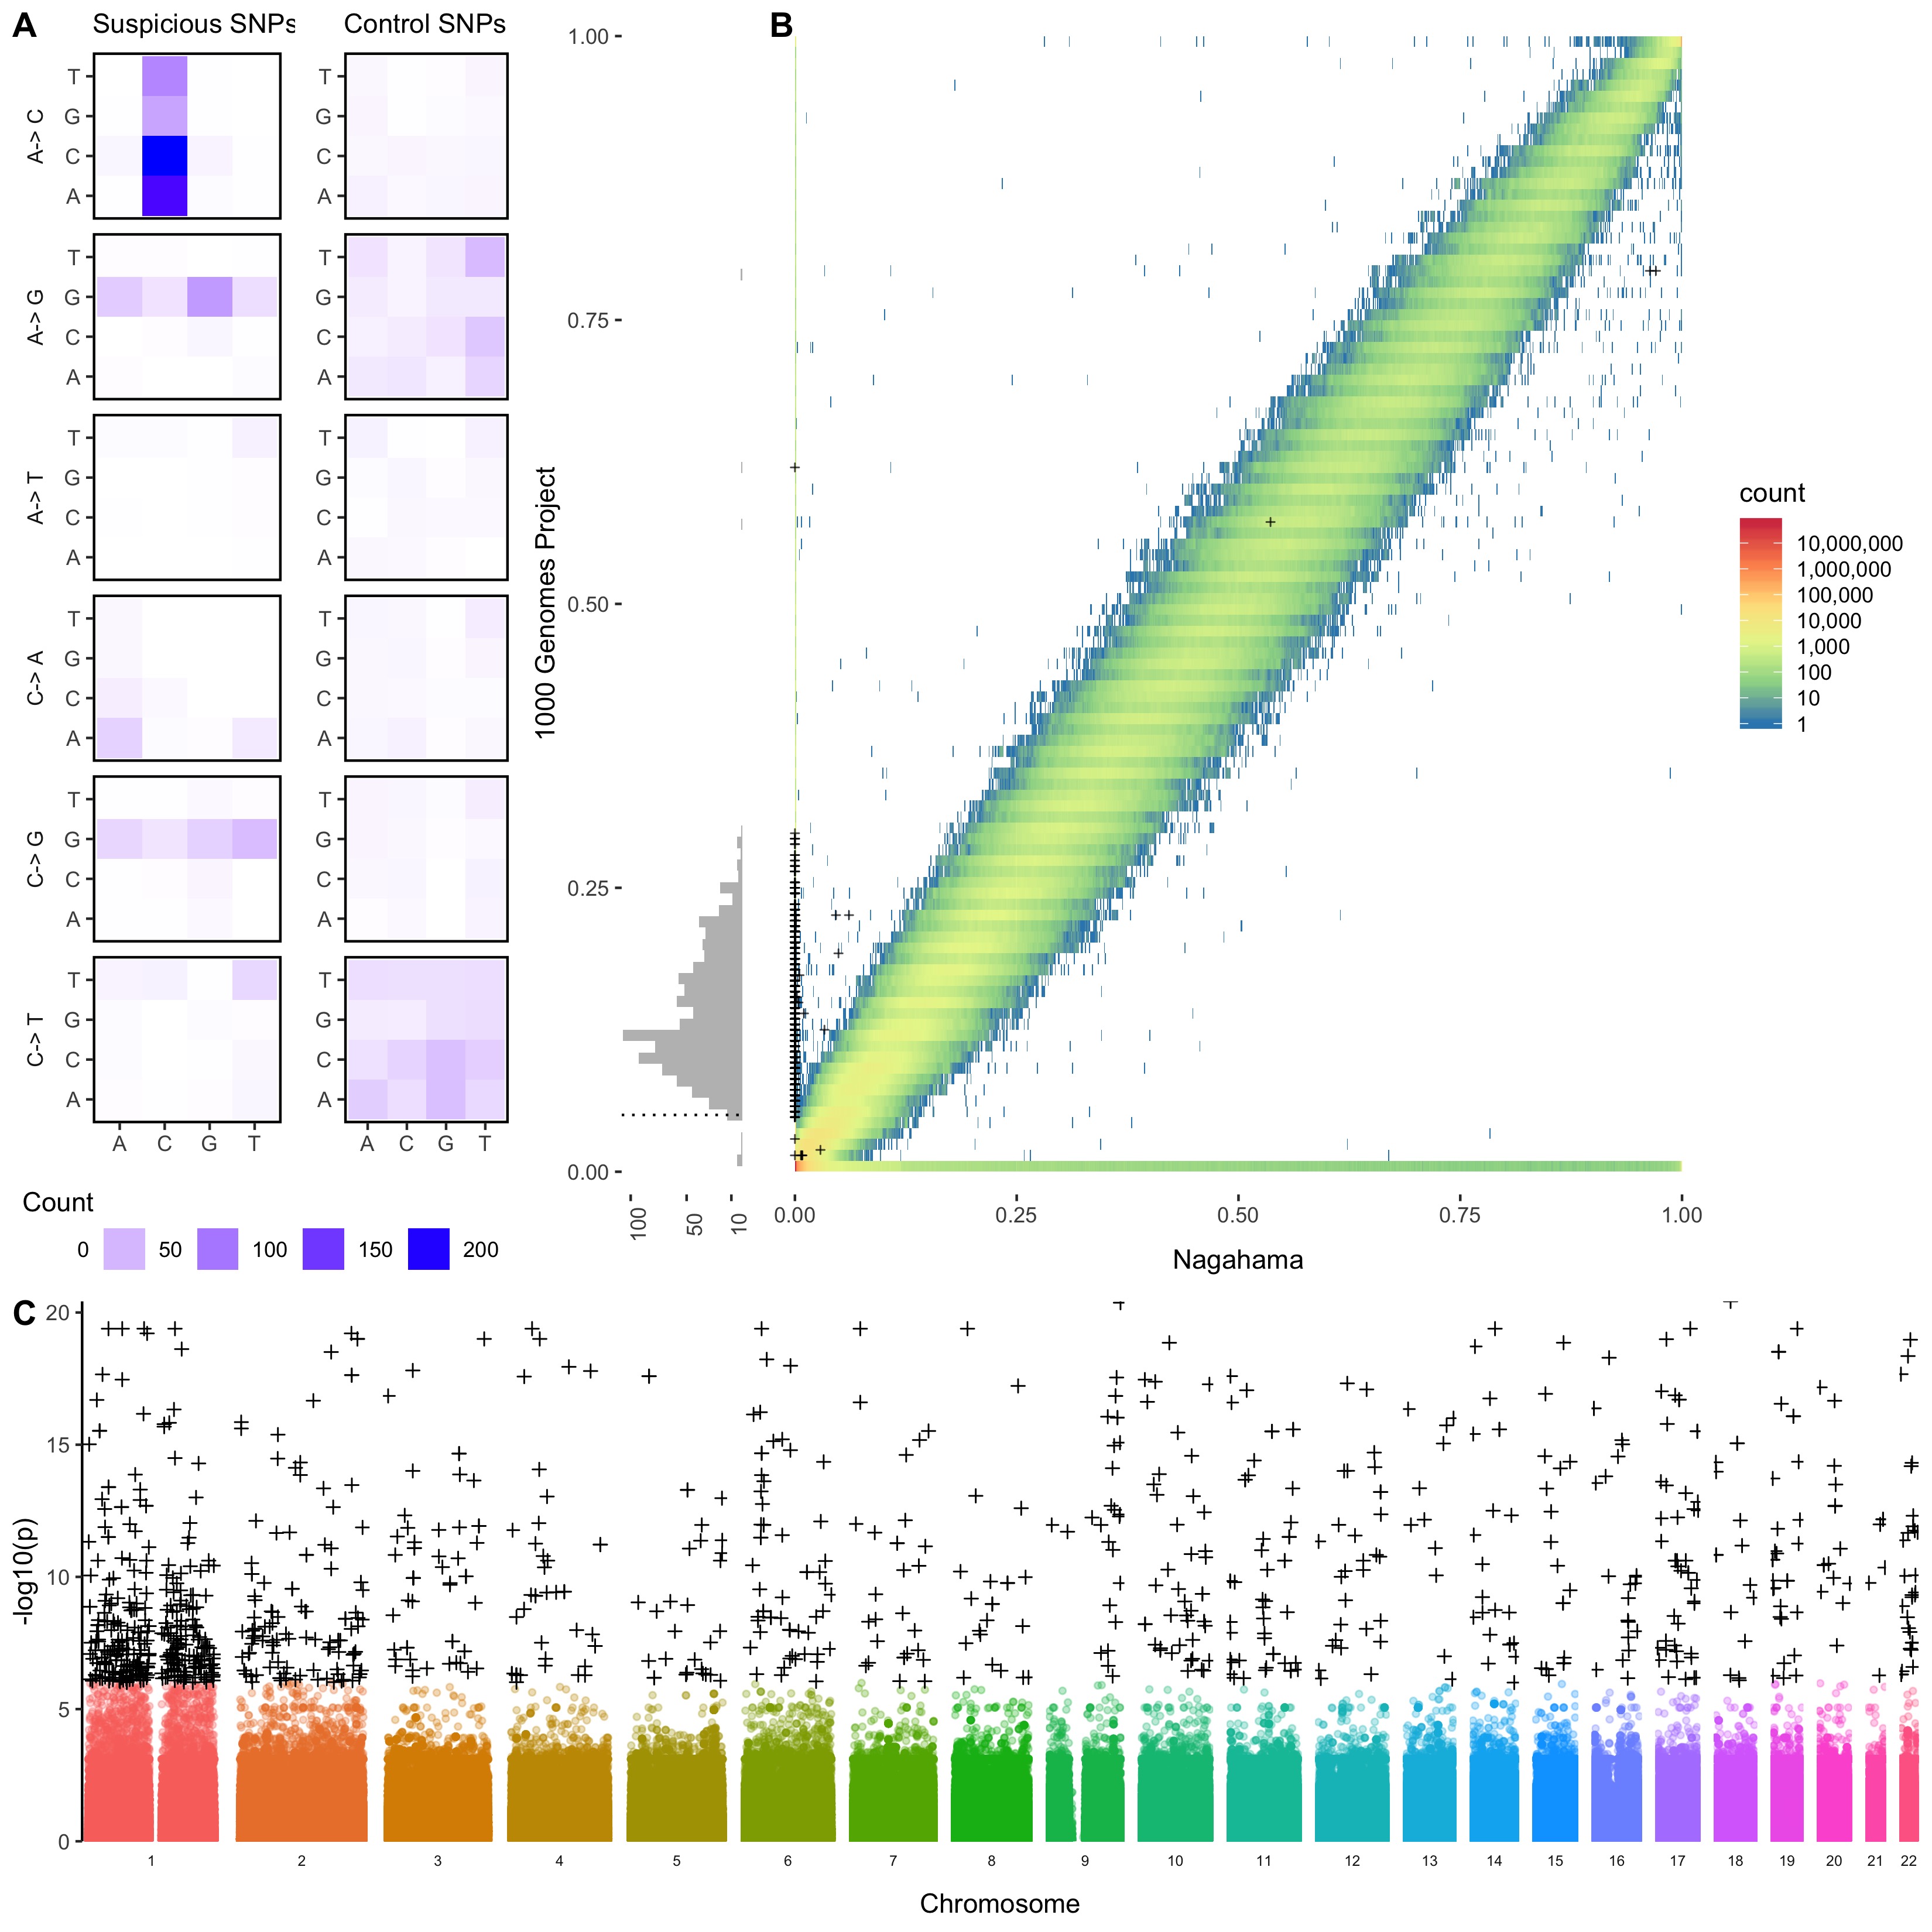 A
Suspicious SNPs
Control SNPs
A-> C
T
G
C
A
T
G
C
A
A-> G
T
G
C
A
T
G
C
A
A-> T
T
G
C
A
T
G
C
A
C-> A
T
G
C
A
T
G
C
A
C-> G
T
G
C
A
T
G
C
A
C-> T
T
G
C
A
T
G
C
A
A C G T
A C G T
Count
0 50 100 150 200
B
1000 Genomes Project
1.00
0.75
0.50
0.25
0.00
100 50 10
0.00 0.25 0.50 0.75 1.00
Nagahama
count
10,000,000
1,000,000
100,000
10,000
1,000
100
10
1
C
-log10(p)
20
15
10
5
0
1 2 3 4 5 6 7 8 9 10 11 12 13 14 15 16 17 18 19 20 21 22
Chromosome